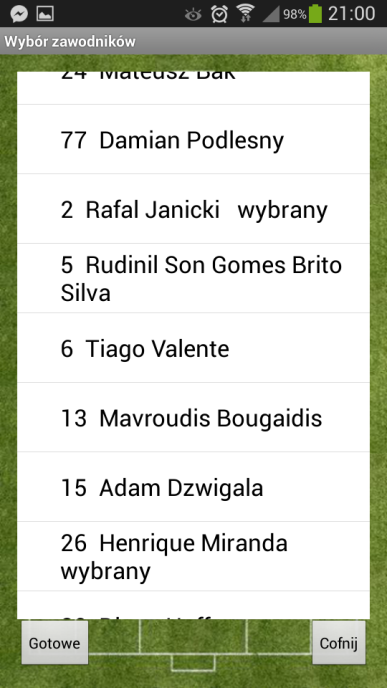 98% 21:00
Wybór zawodników
24 Mateusz Bak
77 Damian Podlesny
2 Rafal Janicki wybrany
5 Rudinil Son Gomes Brito
Silva
6 Tiago Valente
13 Mavroudis Bougaidis
15 Adam Dzwigala
26 Henrique Miranda
wybrany
Gotowe Cofnij